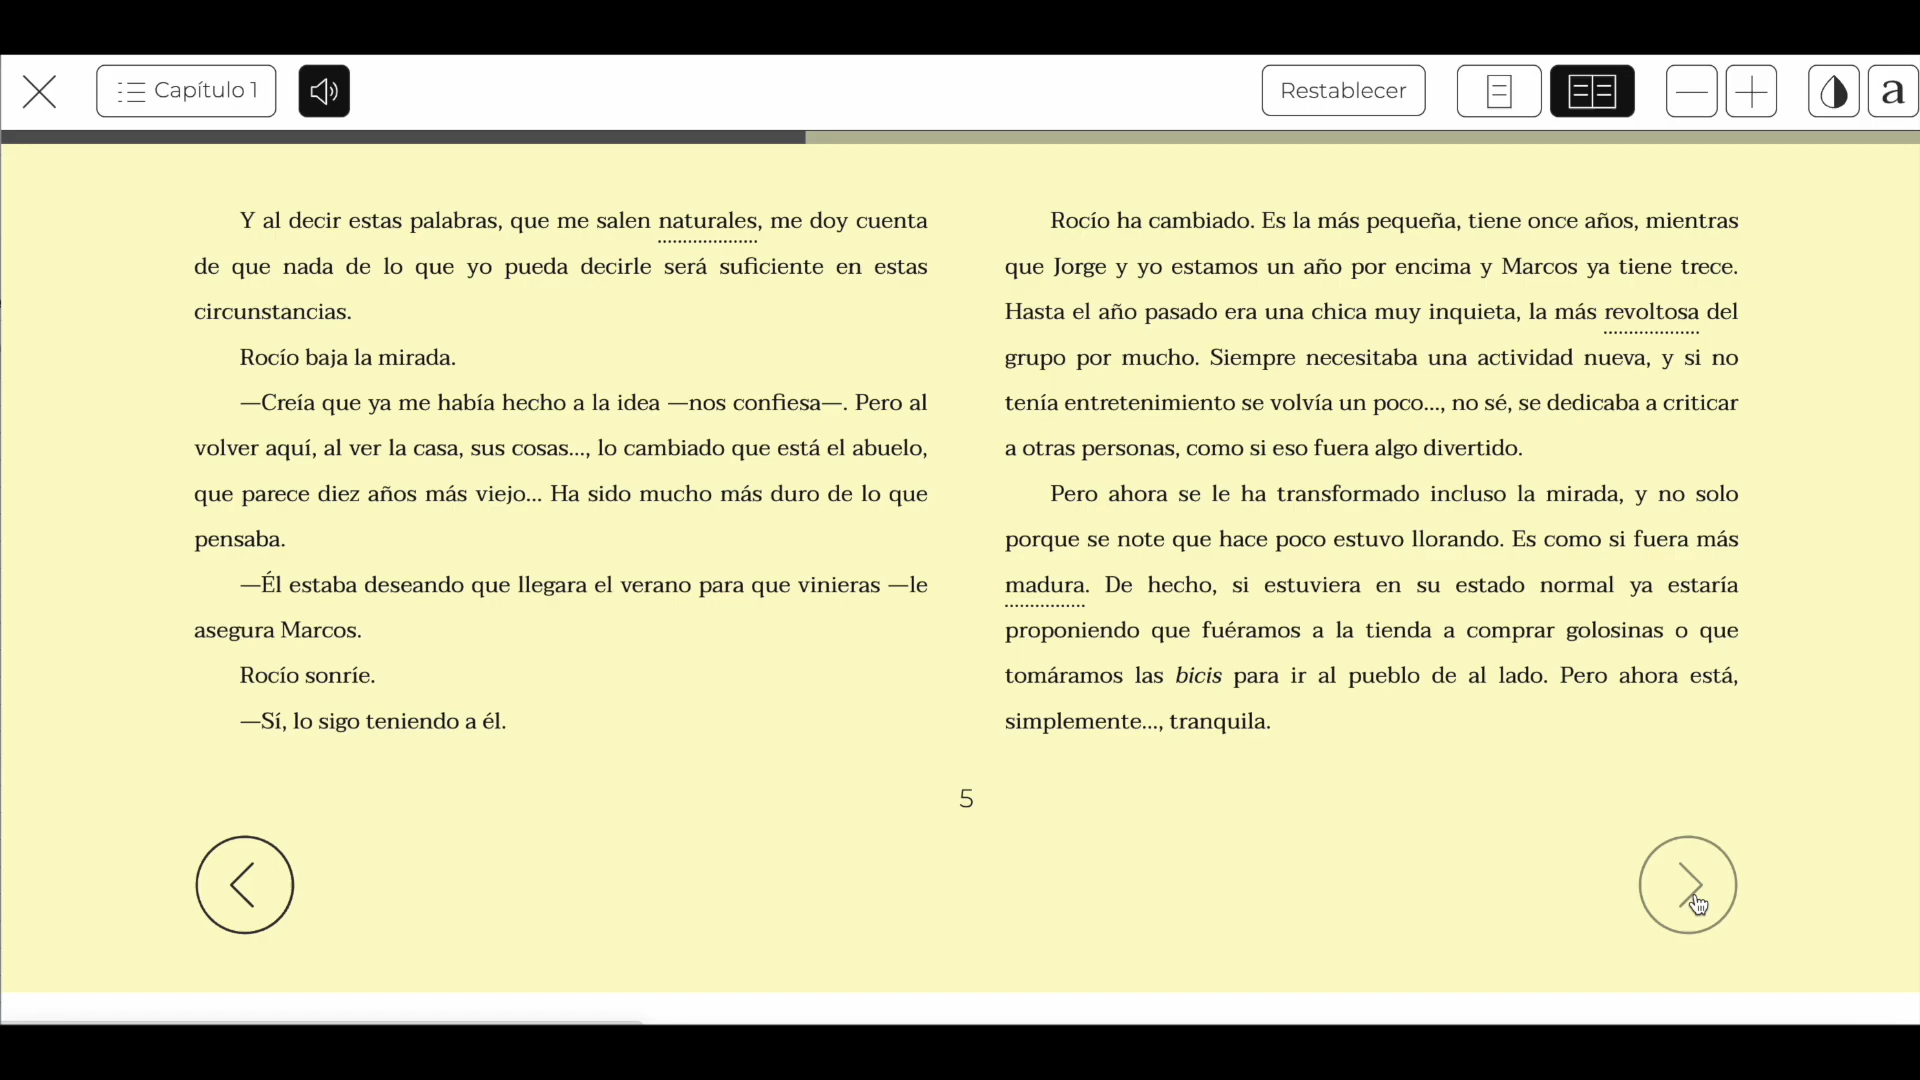 Capítulo 1
Restablecer
a
Y al decir estas palabras, que me salen naturales, me doy cuenta
de que nada de lo que yo pueda decirle será suficiente en estas
circunstancias.
Rocío baja la mirada.
—Creía que ya me había hecho a la idea —nos confiesa—. Pero al
volver aquí, al ver la casa, sus cosas..., lo cambiado que está el abuelo,
que parece diez años más viejo... Ha sido mucho más duro de lo que
pensaba.
—Él estaba deseando que llegara el verano para que vinieras —le
asegura Marcos.
Rocío sonríe.
—Sí, lo sigo teniendo a él.
Rocío ha cambiado. Es la más pequeña, tiene once años, mientras
que Jorge y yo estamos un año por encima y Marcos ya tiene trece.
Hasta el año pasado era una chica muy inquieta, la más revoltosa del
grupo por mucho. Siempre necesitaba una actividad nueva, y si no
tenía entretenimiento se volvía un poco..., no sé, se dedicaba a criticar
a otras personas, como si eso fuera algo divertido.
Pero ahora se le ha transformado incluso la mirada, y no solo
porque se note que hace poco estuvo llorando. Es como si fuera más
madura. De hecho, si estuviera en su estado normal ya estaría
proponiendo que fuéramos a la tienda a comprar golosinas o que
tomáramos las bicis para ir al pueblo de al lado. Pero ahora está,
simplemente..., tranquila.
5